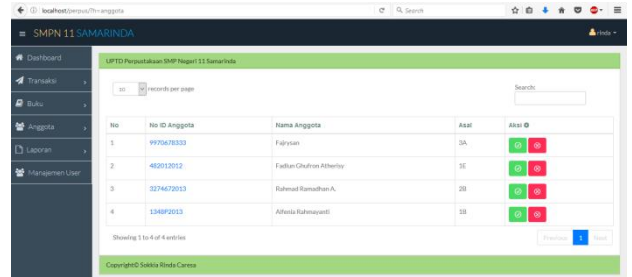 localhost/perpus/?h=anggota
Search
SMPN 11 SAMARINDA
rinda
Dashboard
UPTD Perpustakaan SMP Negeri 11 Samarinda
Transaksi
10 records per page
Search:
Buku
Anggota
No No ID Anggota Nama Anggota Asal Aksi
Laporan
1 9970678333 Fajrysan 3A
Manajemen User
2 482012012 Fadlun Ghufron Atherisy 1E
3 3274672013 Rahmad Ramadhan A. 2B
4 1348P2013 Alfenia Rahmayanti 1B
Showing 1 to 4 of 4 entries
Previous 1 Next
Copyright© Sokkia Rinda Caresa